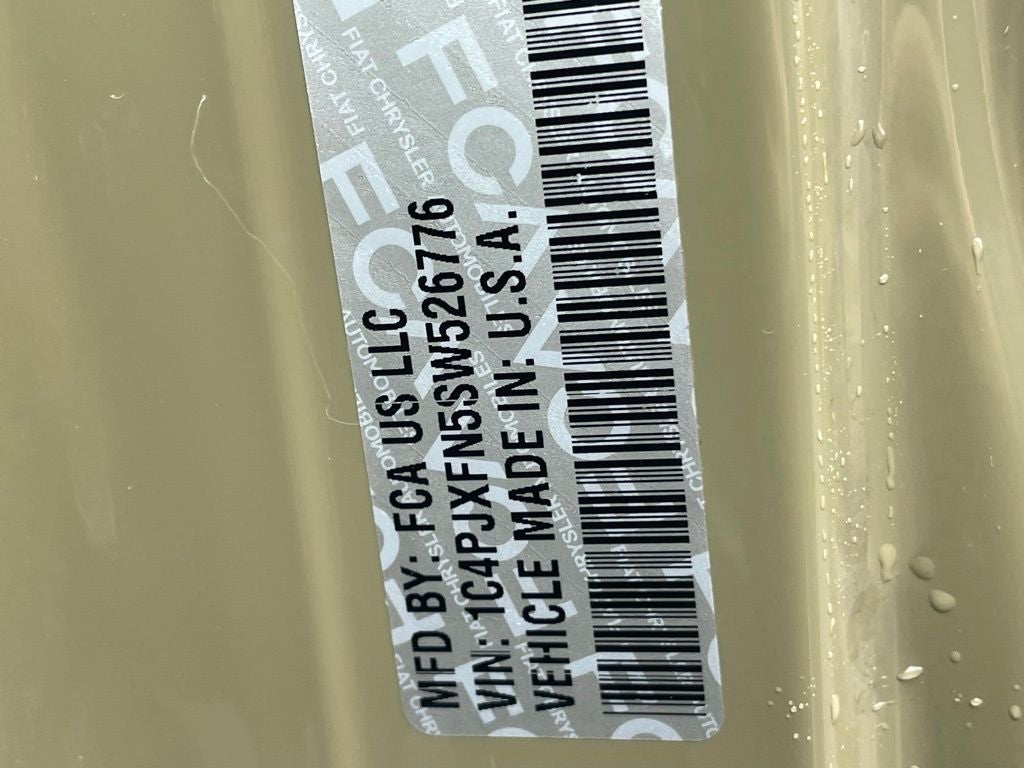 MFD BY: FCA US LLC
VIN: 1C4PJXFN5SW526776
VEHICLE MADE IN: U.S.A.